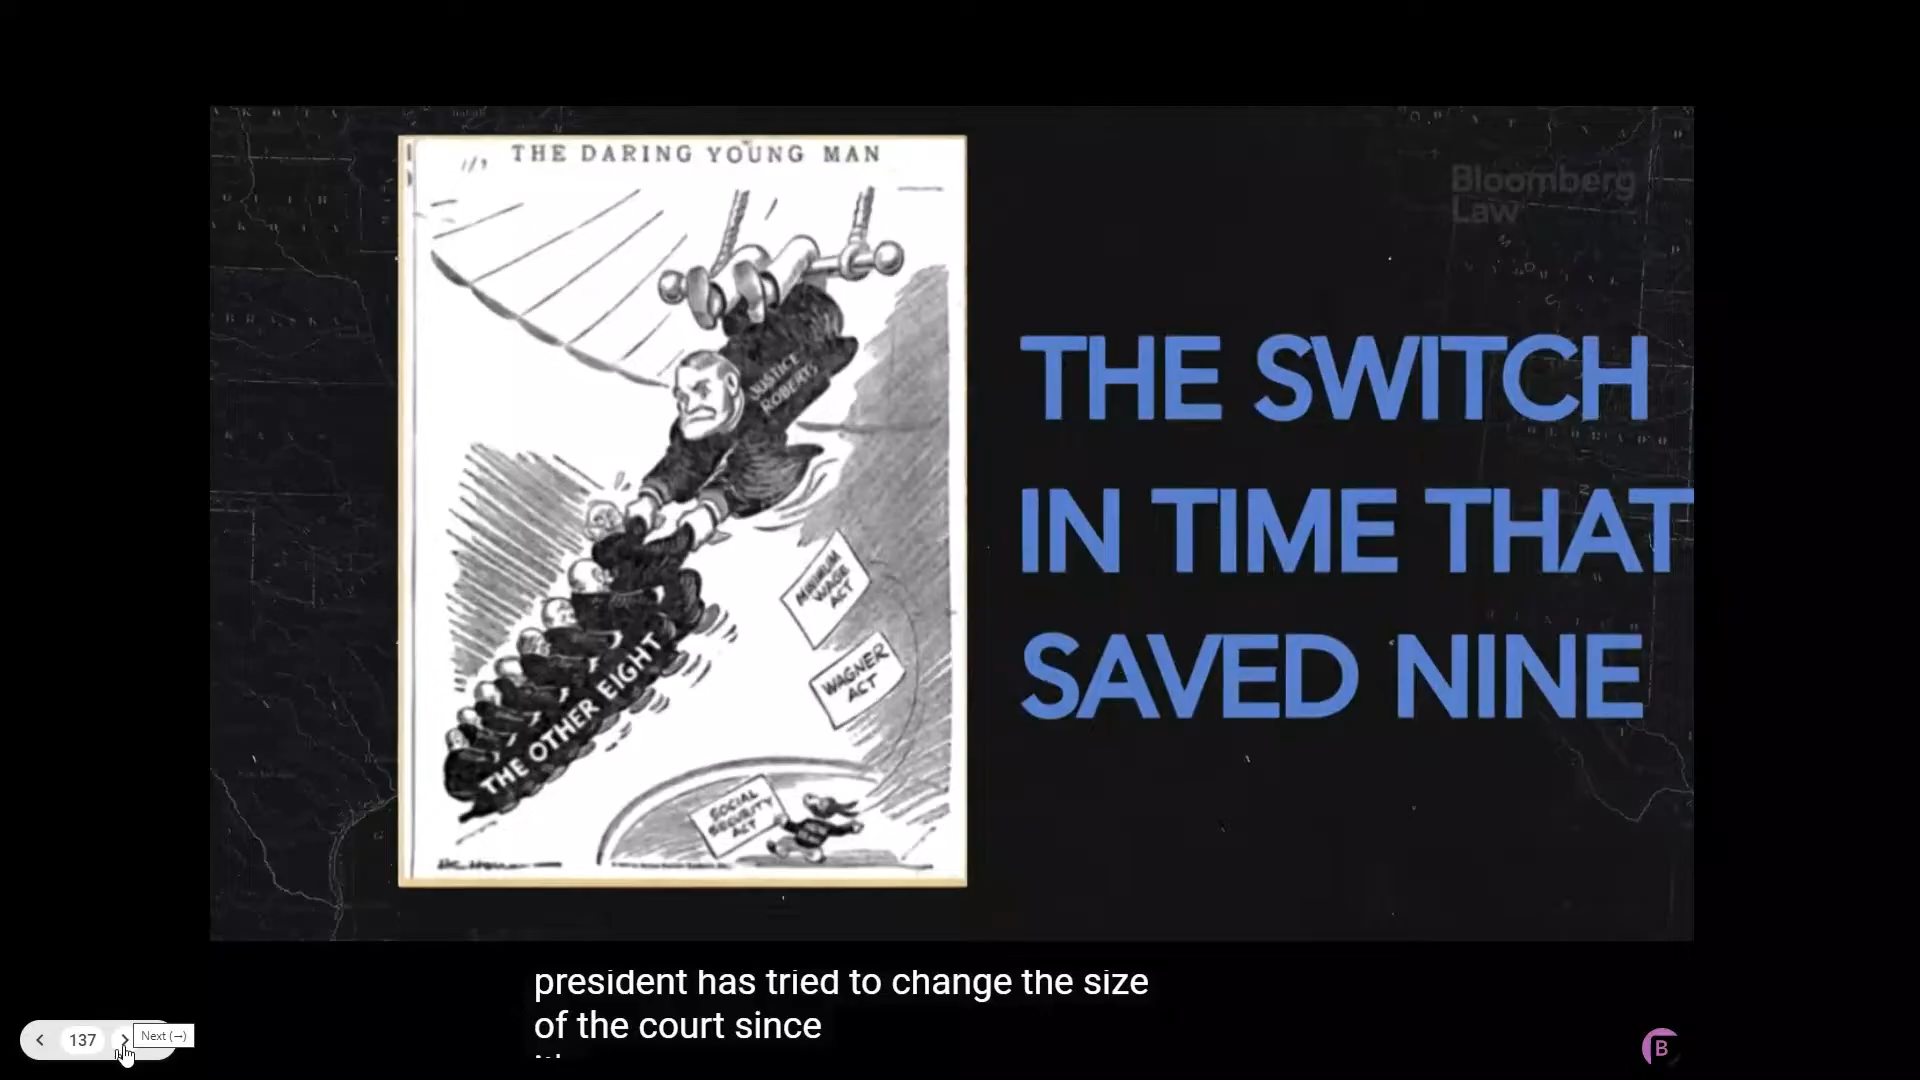 THE DARING YOUNG MAN
JUSTICE
ROBERTS
THE OTHER EIGHT
MINIMUM
WAGE
ACT
WAGNER
ACT
SOCIAL
SECURITY
ACT
Bloomberg
Law
THE SWITCH
IN TIME THAT
SAVED NINE
president has tried to change the size
of the court since
137
Next (→)
B